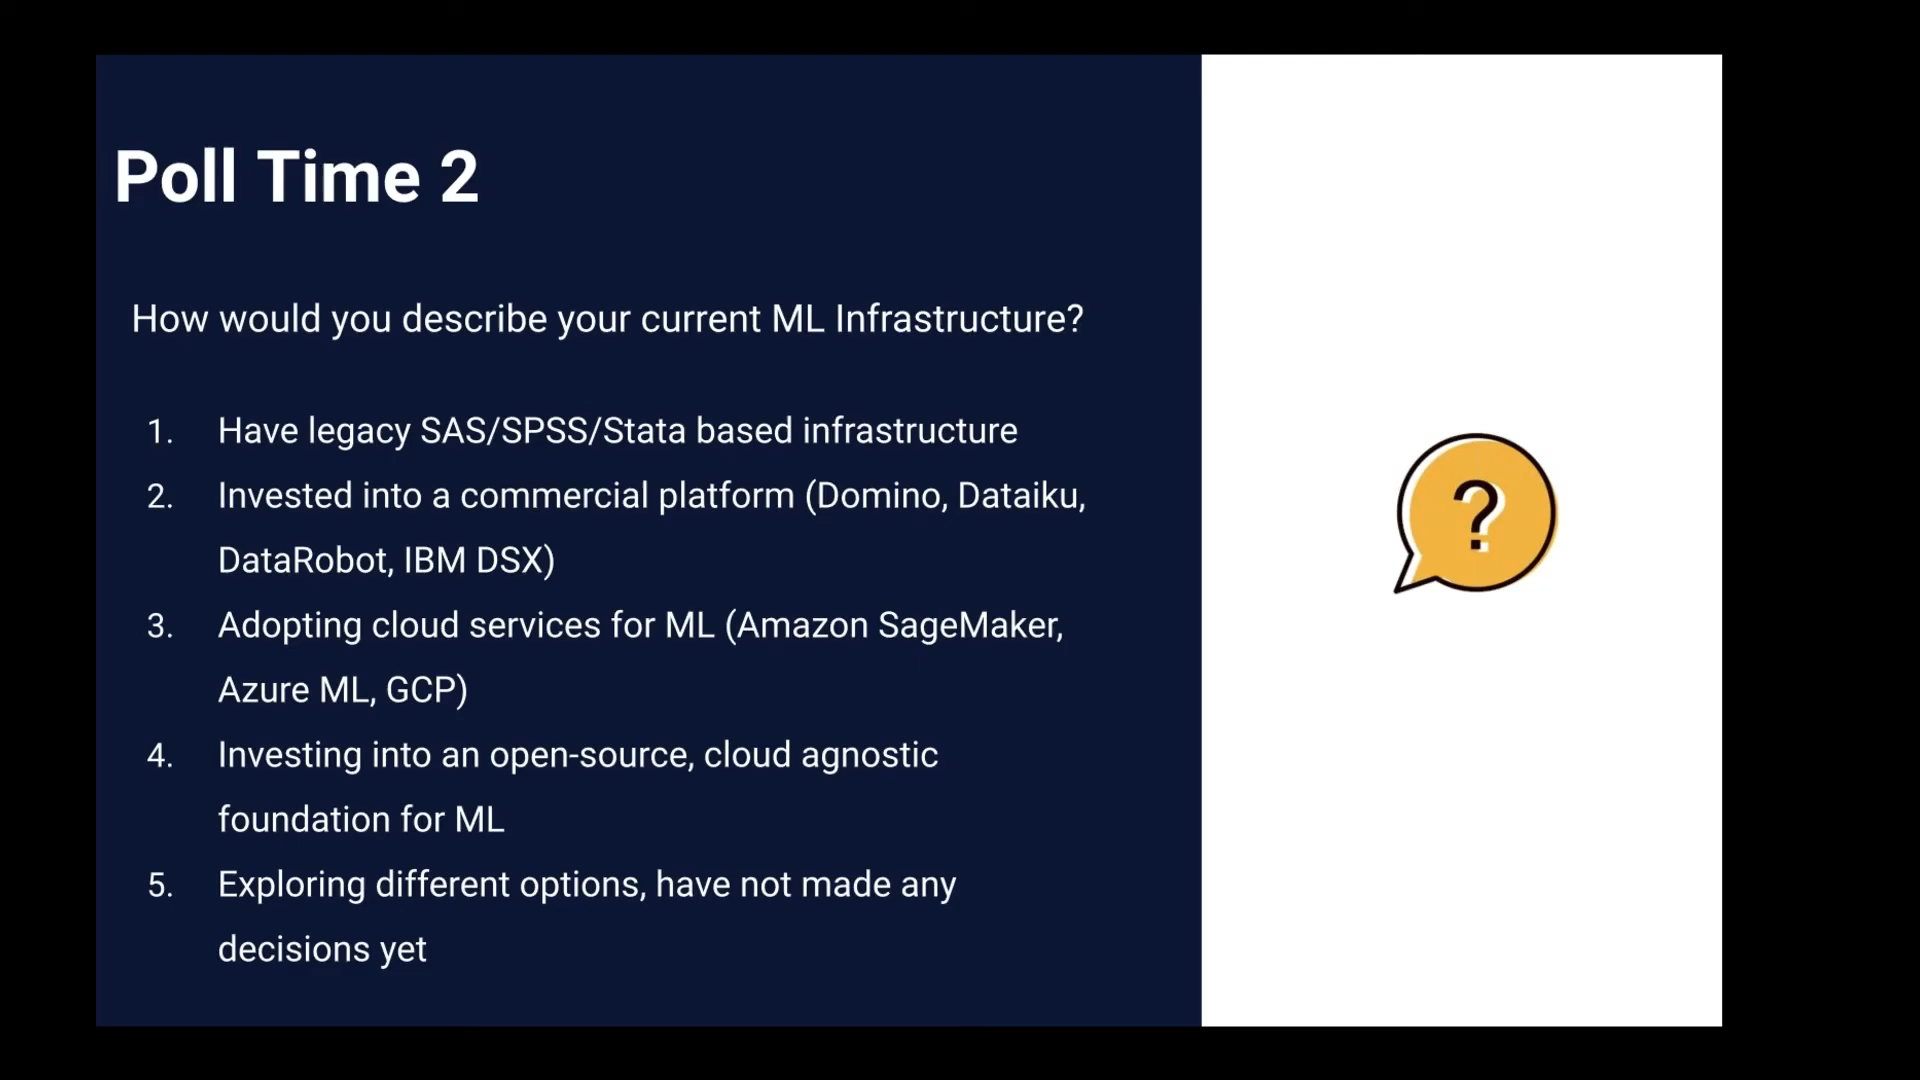 Poll Time 2
How would you describe your current ML Infrastructure?
1. Have legacy SAS/SPSS/Stata based infrastructure
2. Invested into a commercial platform (Domino, Dataiku,
DataRobot, IBM DSX)
3. Adopting cloud services for ML (Amazon SageMaker,
Azure ML, GCP)
4. Investing into an open-source, cloud agnostic
foundation for ML
5. Exploring different options, have not made any
decisions yet
?